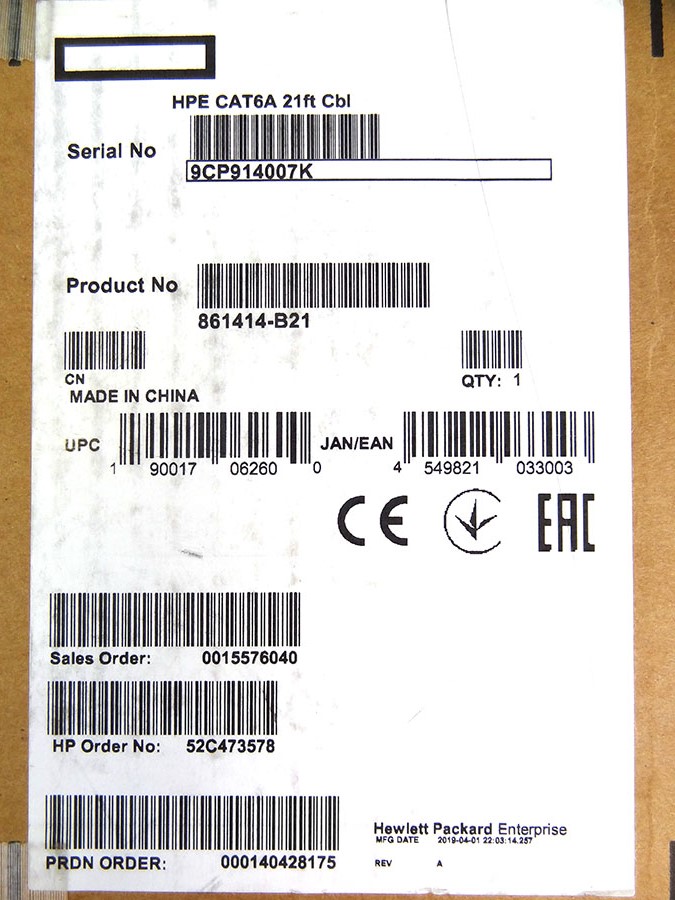 HPE CAT6A 21ft Cbl
Serial No
9CP914007K
Product No
861414-B21
CN
QTY: 1
MADE IN CHINA
UPC 1 90017 06260 0 JAN/EAN 4 549821 033003
CE EAC
Sales Order: 0015576040
HP Order No: 52C473578
PRDN ORDER: 000140428175
Hewlett Packard Enterprise
MFG DATE 2019-04-01 22:03:14.257
REV A